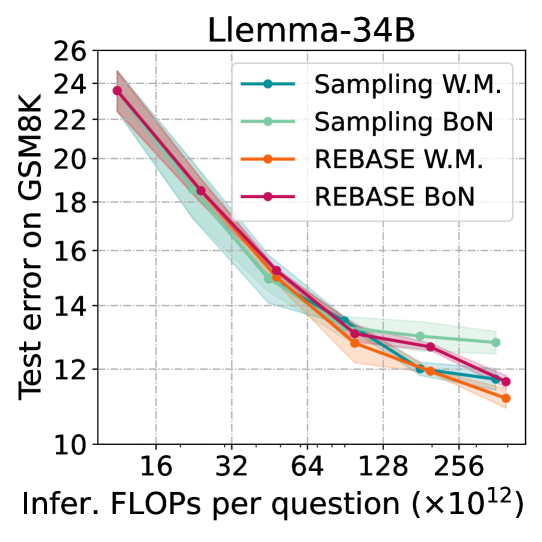 Llemma-34B
Test error on GSM8K
26
24
22
20
18
16
14
12
10
Sampling W.M.
Sampling BoN
REBASE W.M.
REBASE BoN
16 32 64 128 256
Infer. FLOPs per question (×10¹²)